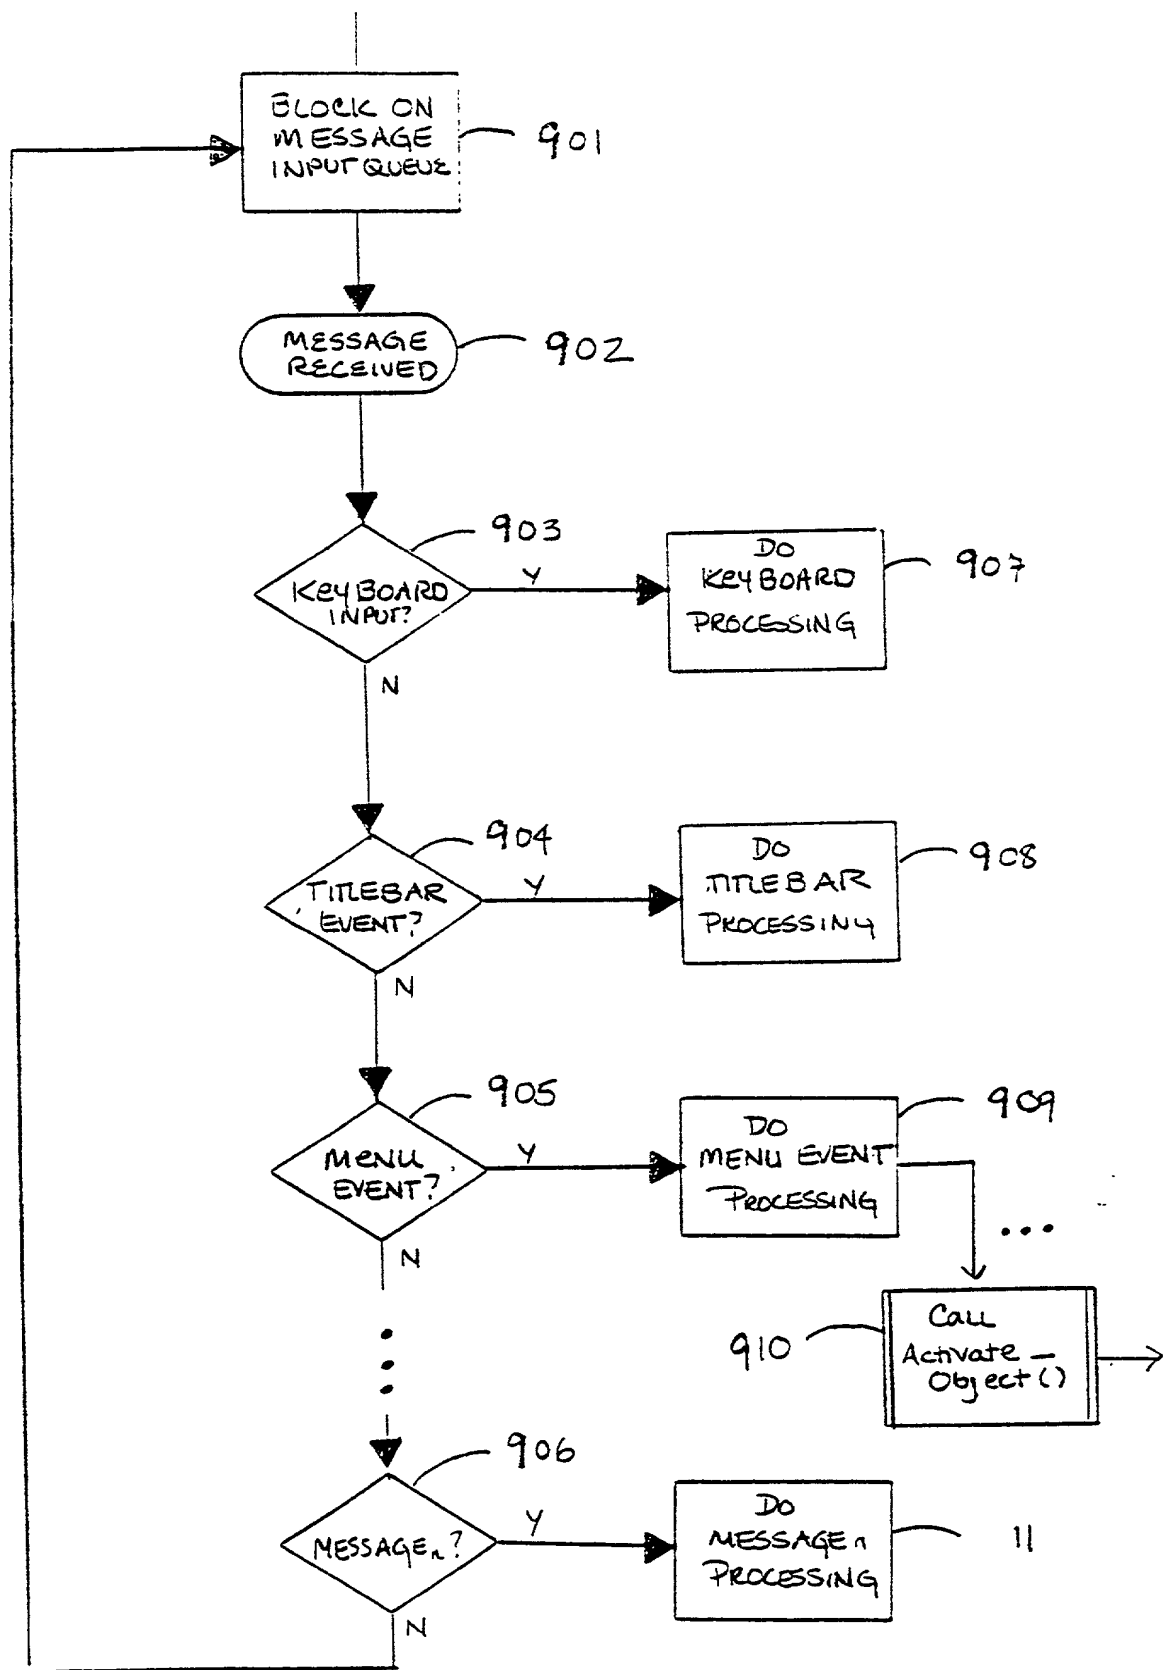 BLOCK ON
MESSAGE
INPUT QUEUE
901
MESSAGE
RECEIVED
902
903
KEYBOARD
INPUT?
Y
N
DO
KEYBOARD
PROCESSING
907
904
TITLEBAR
EVENT?
Y
N
DO
TITLEBAR
PROCESSING
908
905
MENU
EVENT?
Y
N
DO
MENU EVENT
PROCESSING
909
...
910
Call
Activate_
Object()
906
MESSAGEn?
Y
N
DO
MESSAGEn
PROCESSING
11